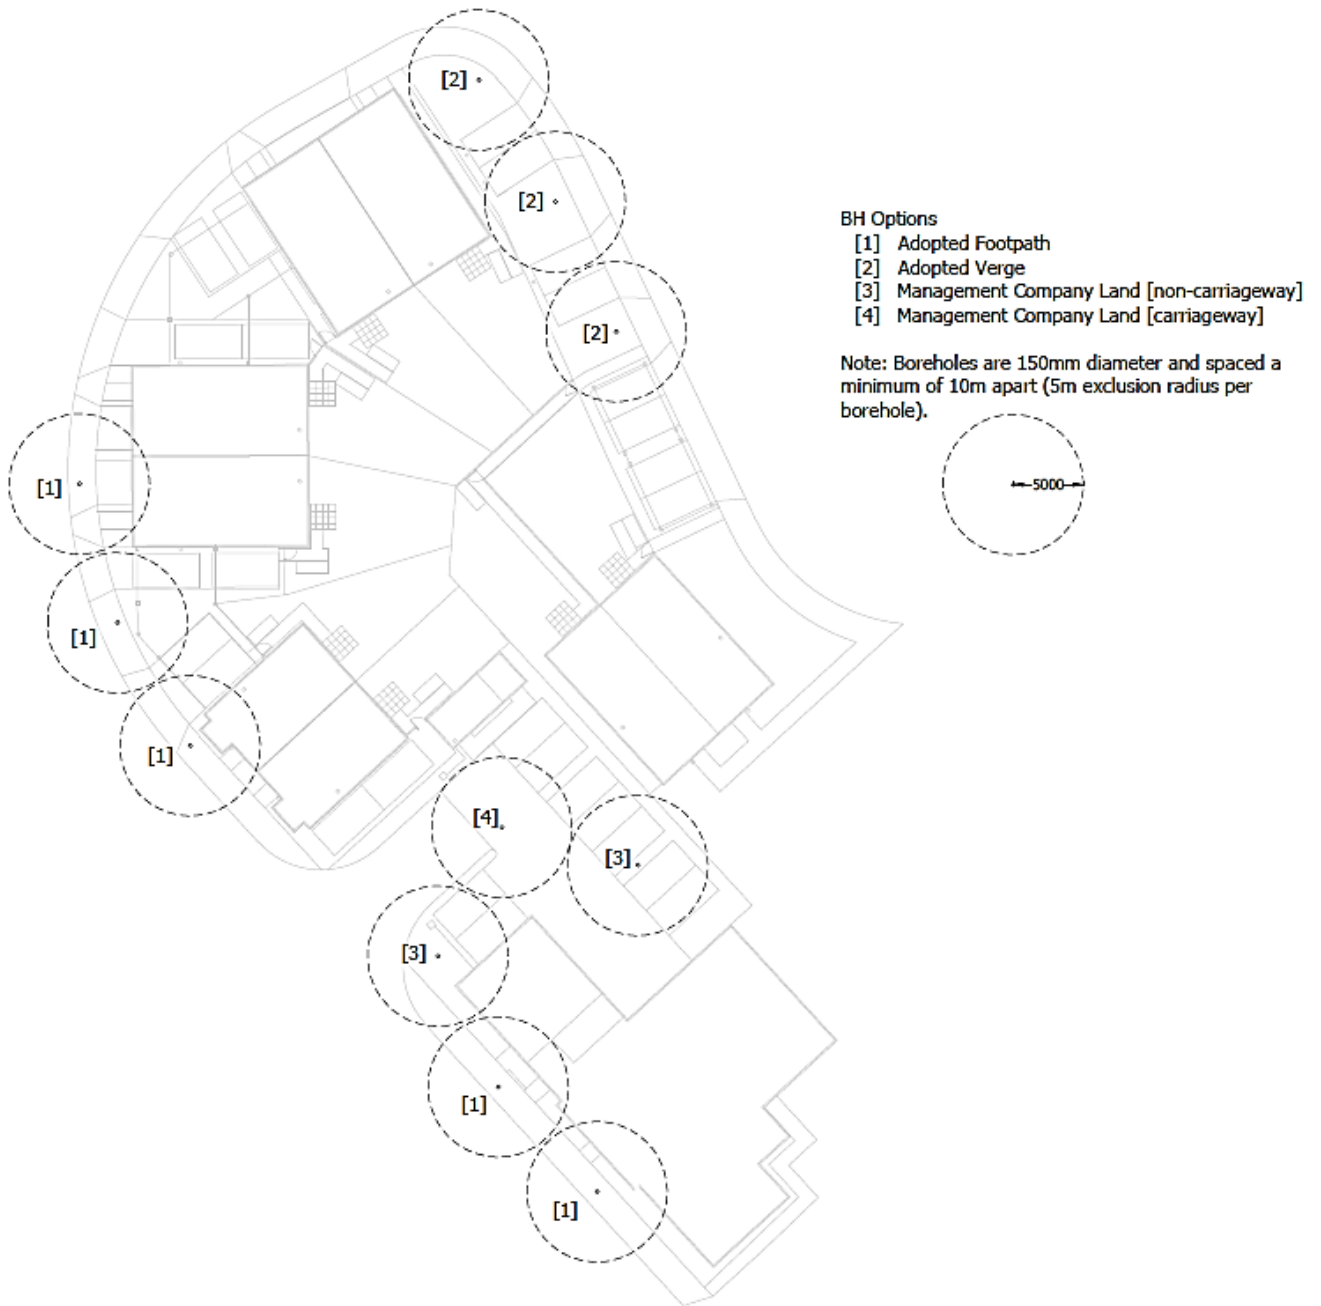 [2]
[2]
BH Options
[1] Adopted Footpath
[2] Adopted Verge
[3] Management Company Land [non-carriageway]
[4] Management Company Land [carriageway]
[2]
Note: Boreholes are 150mm diameter and spaced a
minimum of 10m apart (5m exclusion radius per
borehole).
[1]
5000
[1]
[1]
[4]
[3]
[3]
[1]
[1]